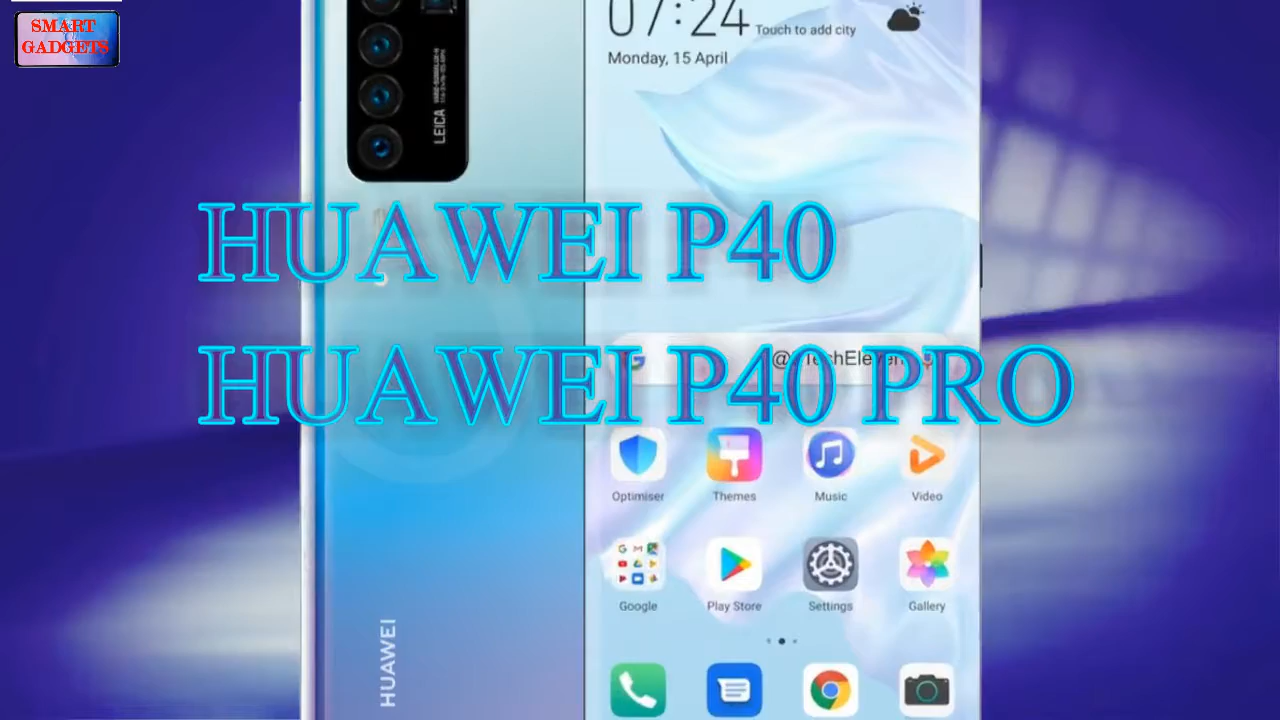 SMART
GADGETS
07:24
Touch to add city
Monday, 15 April
LEICA
HUAWEI P40
HUAWEI P40 PRO
Optimiser
Themes
Music
Video
Google
Play Store
Settings
Gallery
HUAWEI